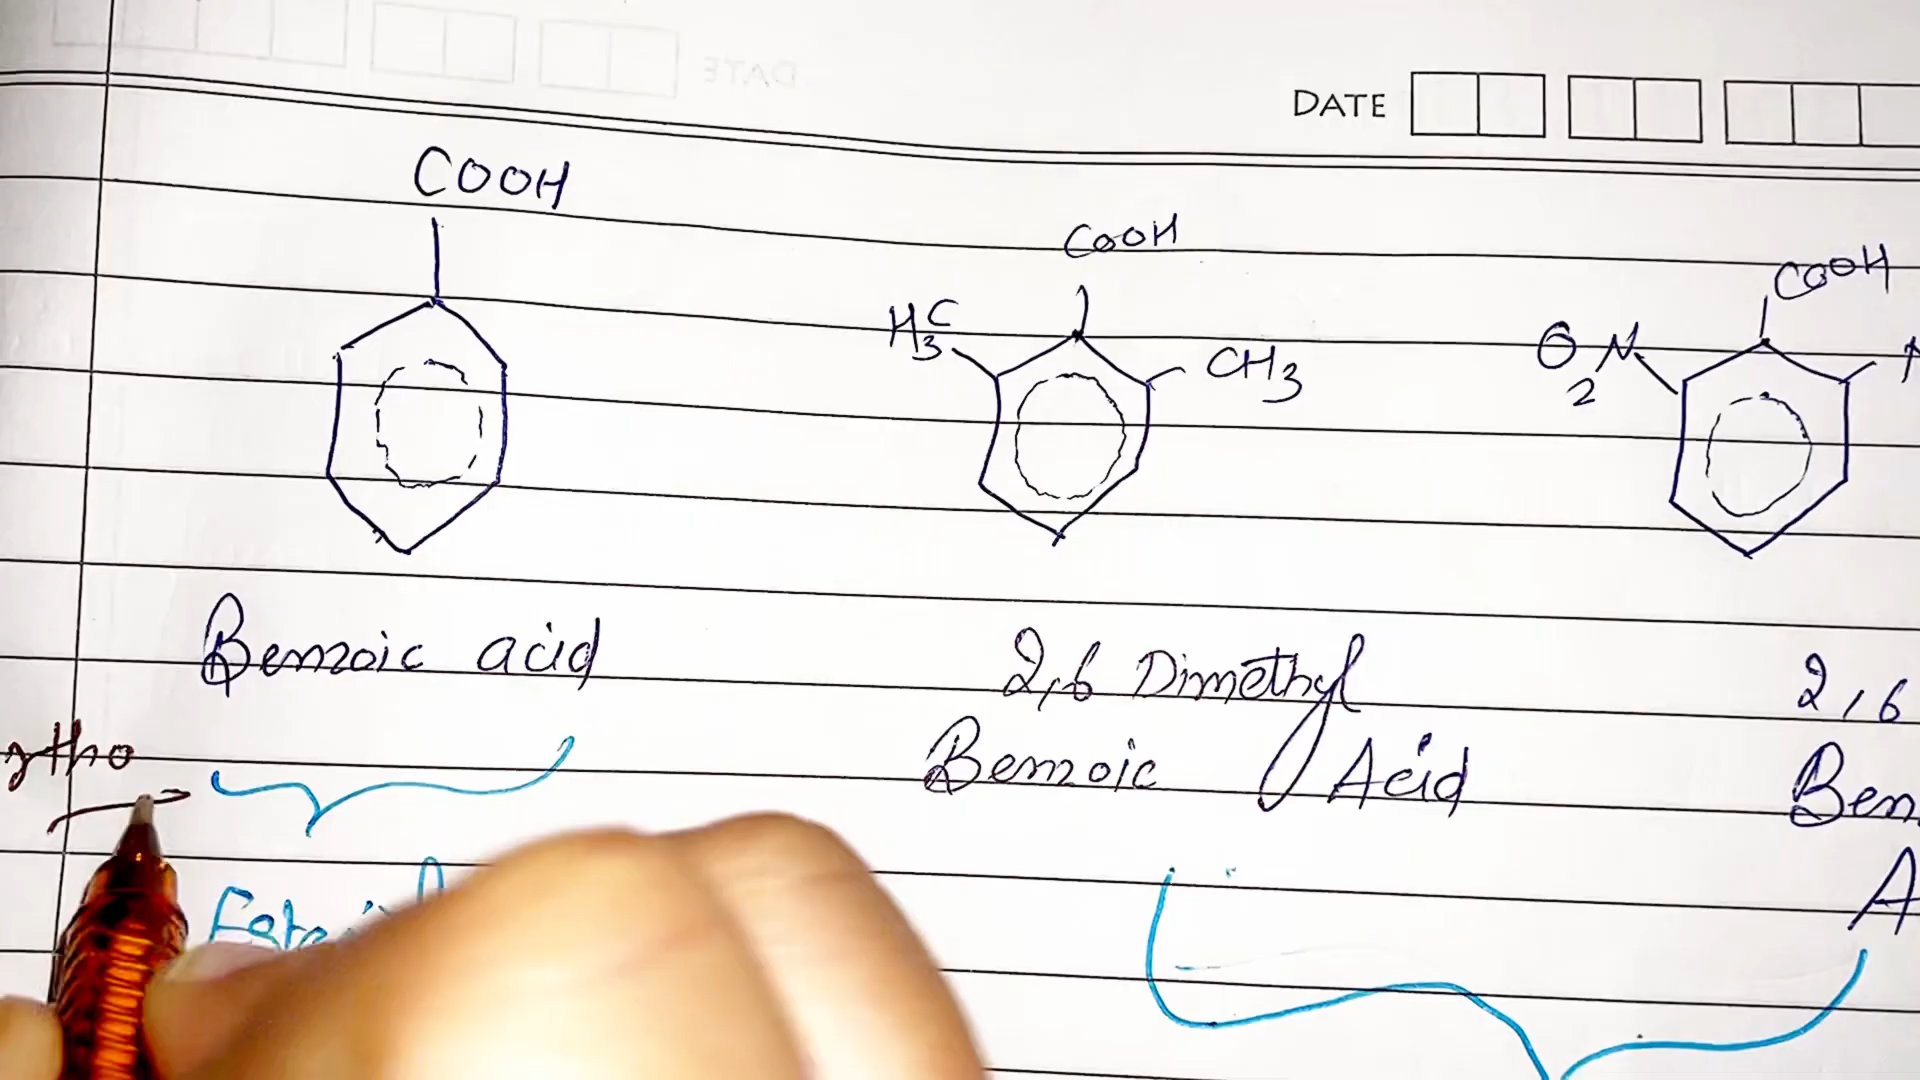 DATE
COOH
COOH
COOH
H3C
CH3
O2N
Benzoic acid
2,6 Dimethyl
Benzoic Acid
2,6
Ben
A